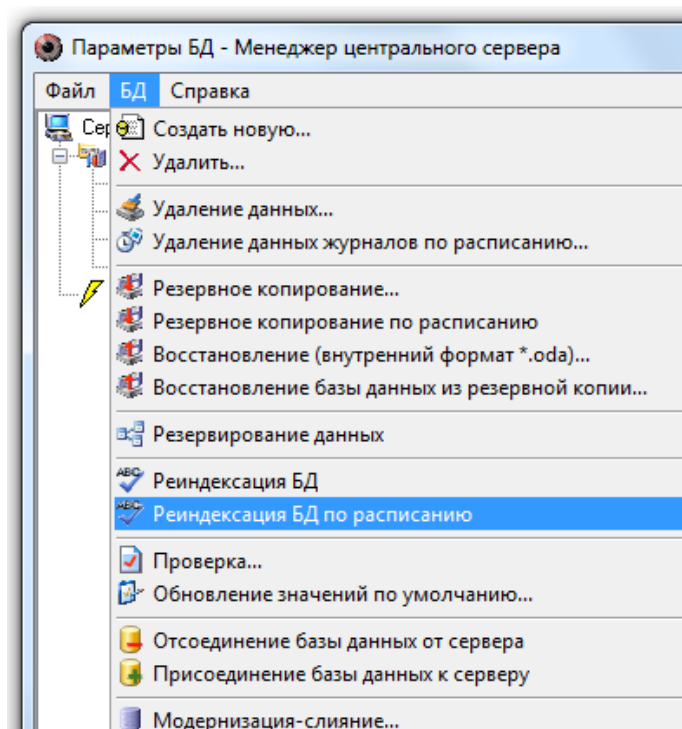 Параметры БД - Менеджер центрального сервера
Файл БД Справка
Создать новую...
Удалить...
Удаление данных...
Удаление данных журналов по расписанию...
Резервное копирование...
Резервное копирование по расписанию
Восстановление (внутренний формат *.oda)...
Восстановление базы данных из резервной копии...
Резервирование данных
Реиндексация БД
Реиндексация БД по расписанию
Проверка...
Обновление значений по умолчанию...
Отсоединение базы данных от сервера
Присоединение базы данных к серверу
Модернизация-слияние...